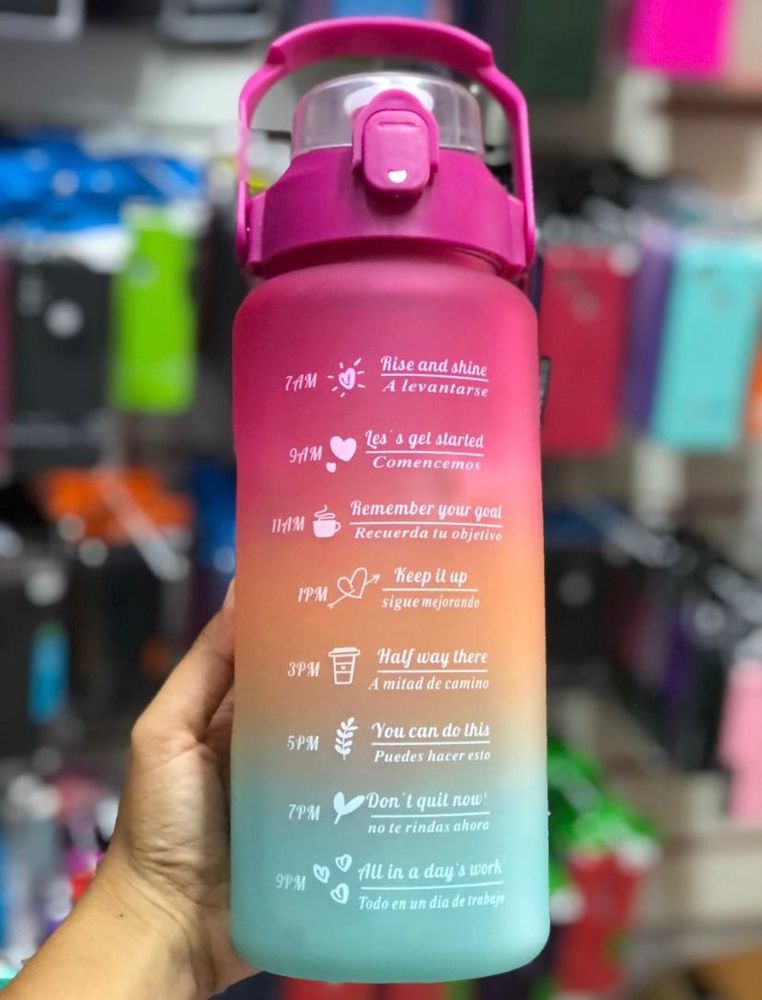 7AM Rise and shine
A levantarse
9AM Les's get started
Comencemos
11AM Remember your goal
Recuerda tu objetivo
1PM Keep it up
sigue mejorando
3PM Half way there
A mitad de camino
5PM You can do this
Puedes hacer esto
7PM Don't quit now!
no te rindas ahora
9PM All in a day's work
Todo en un dia de trabajo